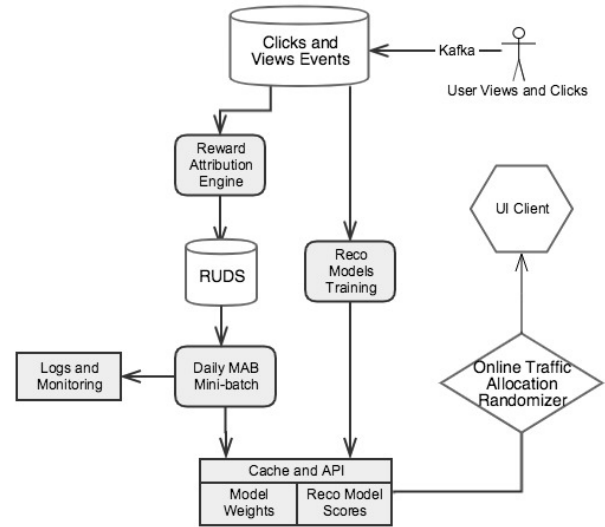 Clicks and
Views Events
Kafka
User Views and Clicks
Reward
Attribution
Engine
UI Client
RUDS
Reco
Models
Training
Logs and
Monitoring
Daily MAB
Mini-batch
Online Traffic
Allocation
Randomizer
Cache and API
Model
Weights
Reco Model
Scores